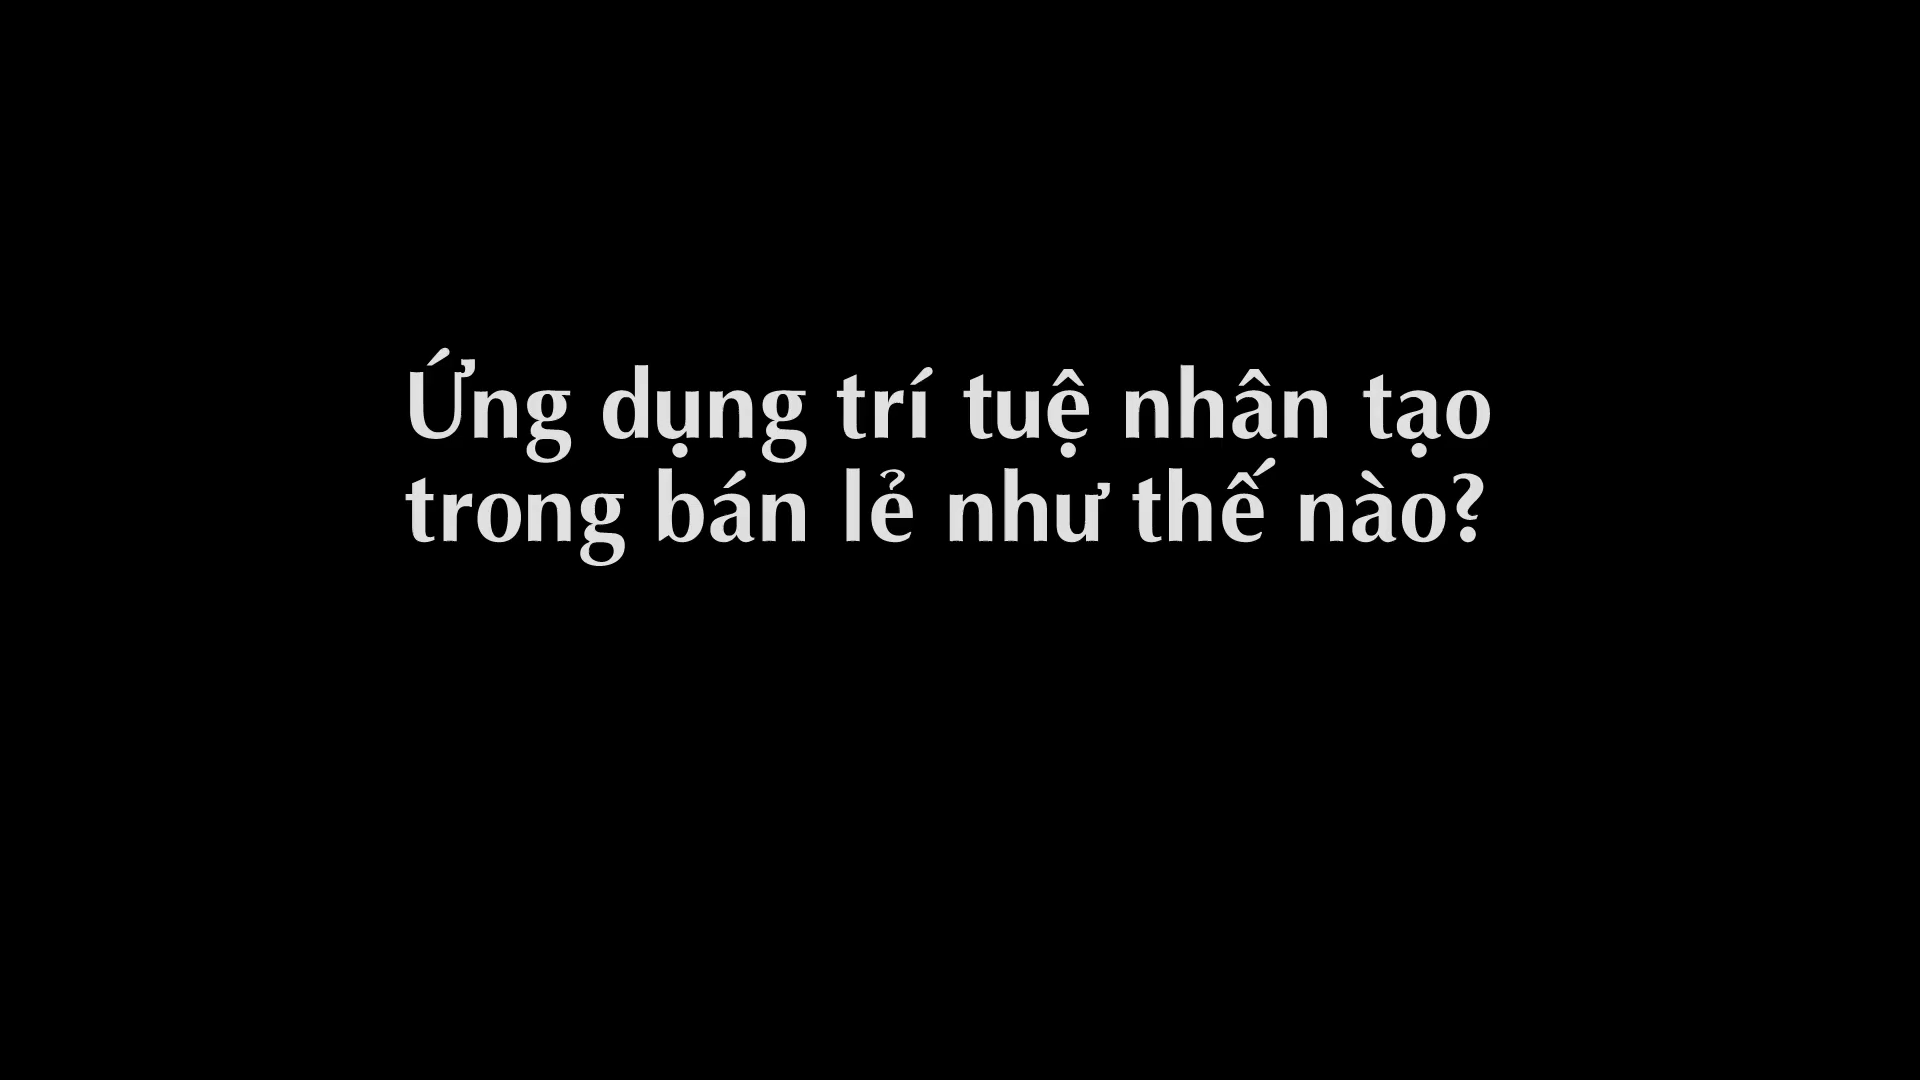 Ứng dụng trí tuệ nhân tạo
trong bán lẻ như thế nào?